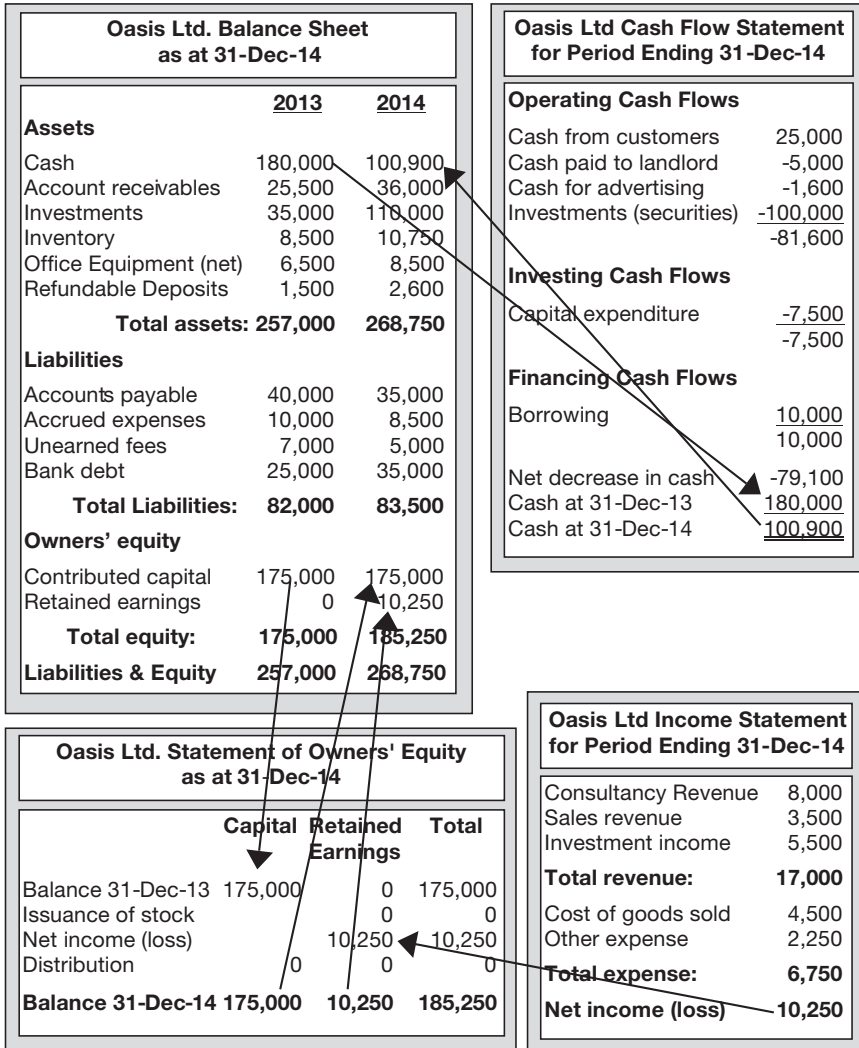 Oasis Ltd. Balance Sheet
as at 31-Dec-14
2013 2014
Assets
Cash 180,000 100,900
Account receivables 25,500 36,000
Investments 35,000 110,000
Inventory 8,500 10,750
Office Equipment (net) 6,500 8,500
Refundable Deposits 1,500 2,600
Total assets: 257,000 268,750
Liabilities
Accounts payable 40,000 35,000
Accrued expenses 10,000 8,500
Unearned fees 7,000 5,000
Bank debt 25,000 35,000
Total Liabilities: 82,000 83,500
Owners' equity
Contributed capital 175,000 175,000
Retained earnings 0 10,250
Total equity: 175,000 185,250
Liabilities & Equity 257,000 268,750
Oasis Ltd Cash Flow Statement
for Period Ending 31-Dec-14
Operating Cash Flows
Cash from customers 25,000
Cash paid to landlord -5,000
Cash for advertising -1,600
Investments (securities) -100,000
-81,600
Investing Cash Flows
Capital expenditure -7,500
-7,500
Financing Cash Flows
Borrowing 10,000
10,000
Net decrease in cash -79,100
Cash at 31-Dec-13 180,000
Cash at 31-Dec-14 100,900
Oasis Ltd. Statement of Owners' Equity
as at 31-Dec-14
Capital Retained Total
Earnings
Balance 31-Dec-13 175,000 0 175,000
Issuance of stock 0 0
Net income (loss) 10,250 10,250
Distribution 0 0 0
Balance 31-Dec-14 175,000 10,250 185,250
Oasis Ltd Income Statement
for Period Ending 31-Dec-14
Consultancy Revenue 8,000
Sales revenue 3,500
Investment income 5,500
Total revenue: 17,000
Cost of goods sold 4,500
Other expense 2,250
Total expense: 6,750
Net income (loss) 10,250